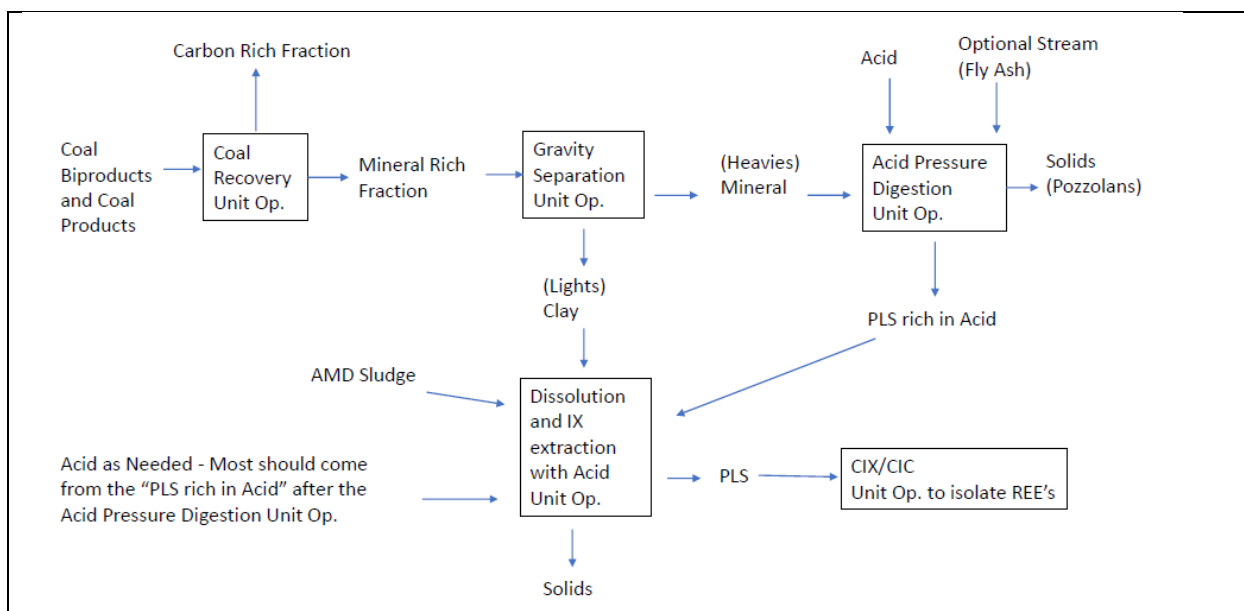 Carbon Rich Fraction
Acid
Optional Stream
(Fly Ash)
Coal
Biproducts
and Coal
Products
Coal
Recovery
Unit Op.
Mineral Rich
Fraction
Gravity
Separation
Unit Op.
(Heavies)
Mineral
Acid Pressure
Digestion
Unit Op.
Solids
(Pozzolans)
(Lights)
Clay
PLS rich in Acid
AMD Sludge
Dissolution
and IX
extraction
with Acid
Unit Op.
Acid as Needed - Most should come
from the “PLS rich in Acid” after the
Acid Pressure Digestion Unit Op.
PLS
CIX/CIC
Unit Op. to isolate REE’s
Solids